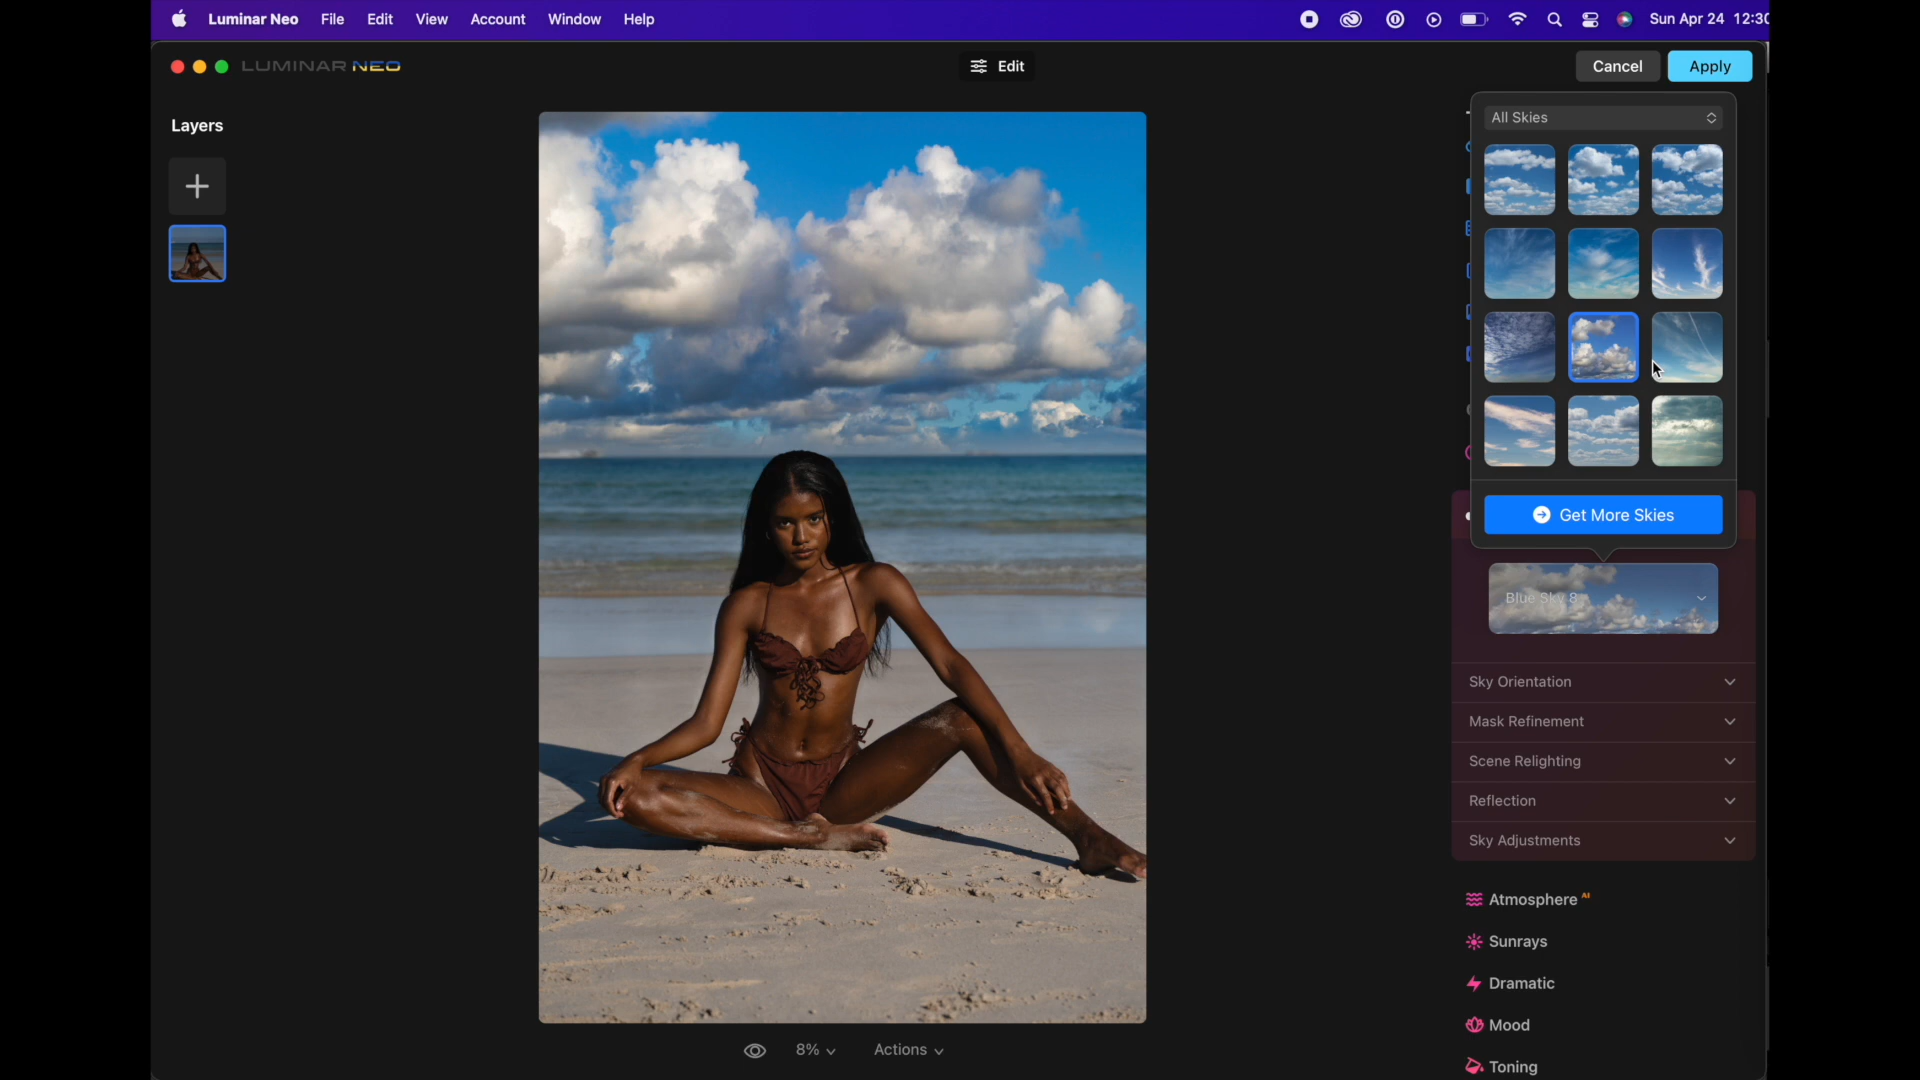 Luminar Neo File Edit View Account Window Help Sun Apr 24 12:30
LUMINAR NEO
Edit
Cancel
Apply
Layers
All Skies
Get More Skies
Blue Sky 8
Sky Orientation
Mask Refinement
Scene Relighting
Reflection
Sky Adjustments
Atmosphere AI
Sunrays
Dramatic
Mood
Toning
8%
Actions